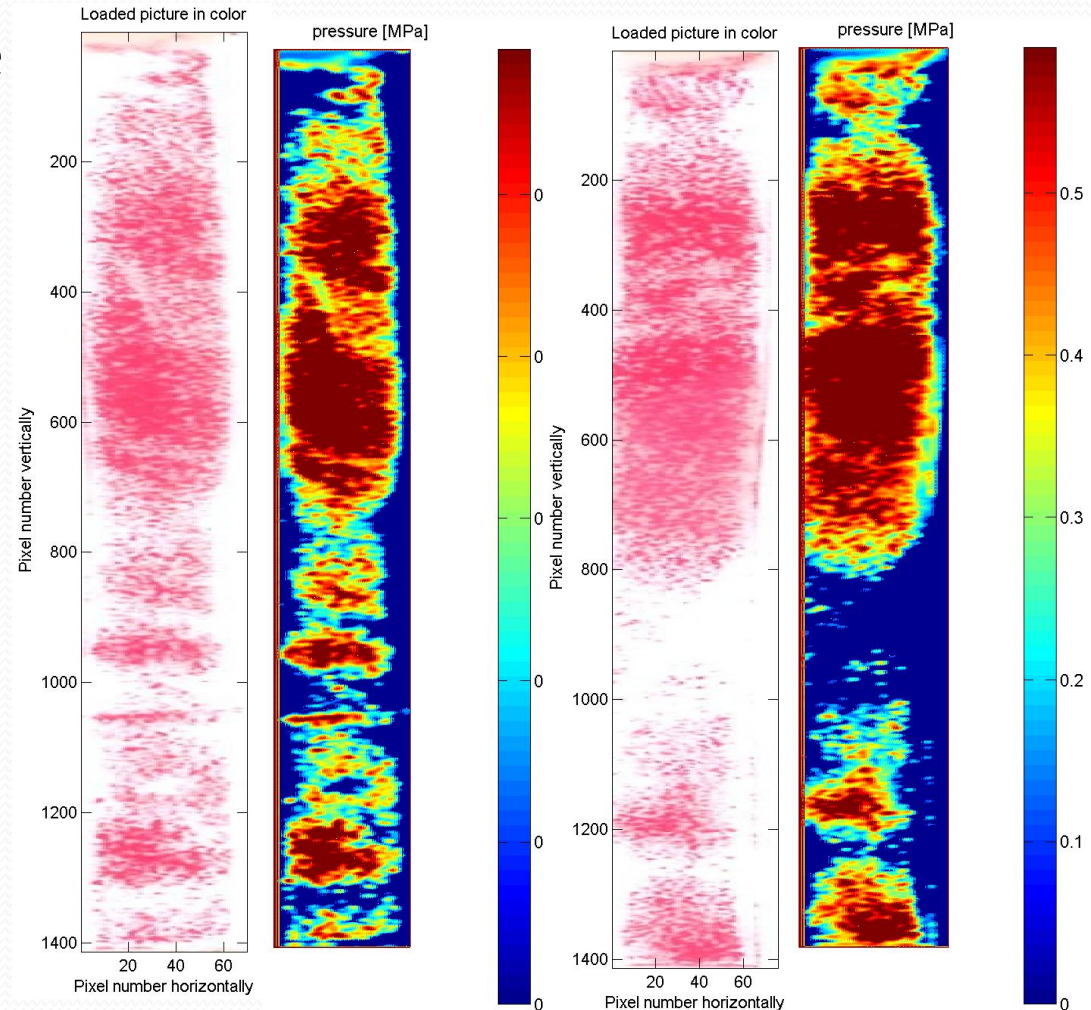 Loaded picture in color
pressure [MPa]
200
400
600
800
1000
1200
1400
Pixel number vertically
20 40 60
Pixel number horizontally
0
0
0
0
0
0
Loaded picture in color
pressure [MPa]
200
400
600
800
1000
1200
1400
Pixel number vertically
20 40 60
Pixel number horizontally
0.5
0.4
0.3
0.2
0.1
0